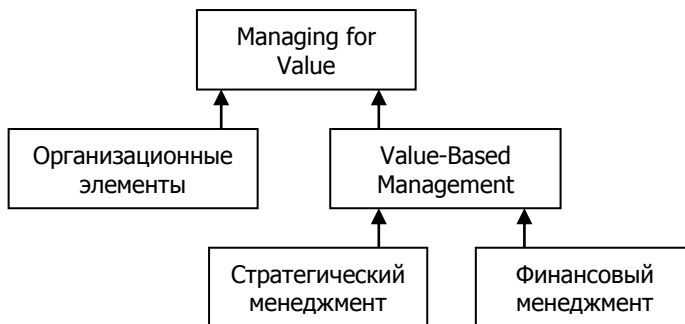 Managing for
Value
Организационные
элементы
Value-Based
Management
Стратегический
менеджмент
Финансовый
менеджмент